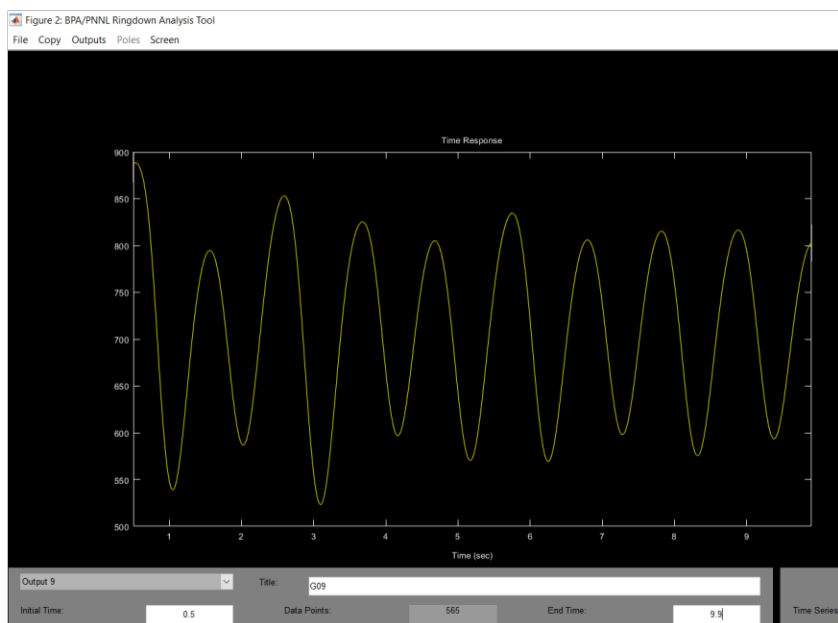 Figure 2: BPA/PNNL Ringdown Analysis Tool
File Copy Outputs Poles Screen
Time Response
900
850
800
750
700
650
600
550
500
1 2 3 4 5 6 7 8 9
Time (sec)
Output 9 Title: G09
Initial Time: 0.5 Data Points: 565 End Time: 9.9 Time Series